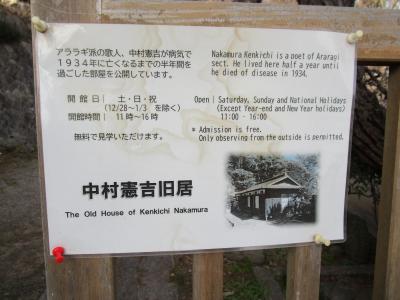 アララギ派の歌人、中村憲吉が病気で
1934年に亡くなるまでの半年間を
過ごした部屋を公開しています。
開館日　土・日・祝
(12/28～1/3 を除く)
開館時間　11時～16時
無料で見学いただけます。
Nakamura Kenkichi is a poet of Araragi
sect. He lived here half a year until
he died of disease in 1934.
Open | Saturday, Sunday and National Holidays
(Except Year-end and New Year holidays)
11:00 - 16:00
* Admission is free.
Only observing from the outside is permitted.
中村憲吉旧居
The Old House of Kenkichi Nakamura